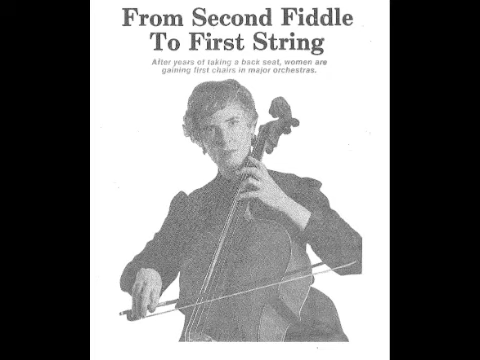 From Second Fiddle
To First String
After years of taking a back seat, women are
gaining first chairs in major orchestras.